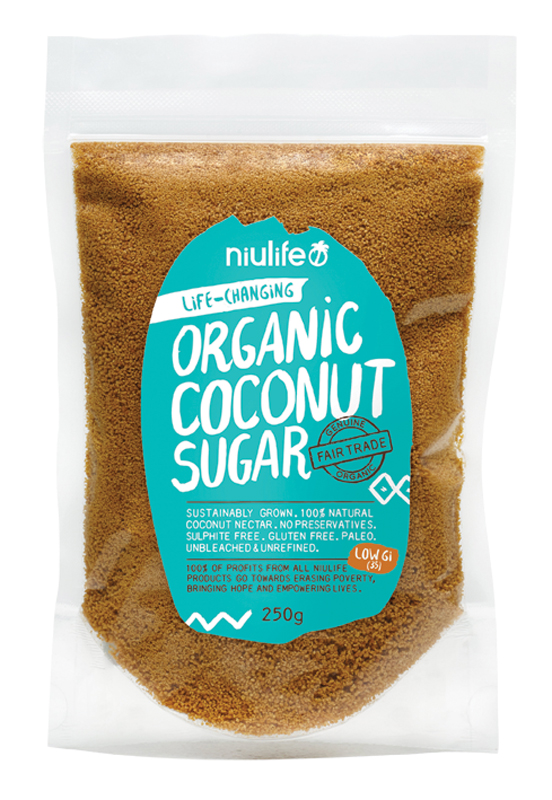 niulife
LiFE-CHANGiNG
ORGANiC
COCONUT
SUGAR
GENUINE
FAIR TRADE
ORGANIC
SUSTAINABLY GROWN. 100% NATURAL
COCONUT NECTAR. NO PRESERVATIVES.
SULPHITE FREE. GLUTEN FREE. PALEO.
UNBLEACHED & UNREFINED.
LOW Gi
(35)
100% OF PROFITS FROM ALL NIULIFE
PRODUCTS GO TOWARDS ERASING POVERTY,
BRINGING HOPE AND EMPOWERING LIVES.
250g